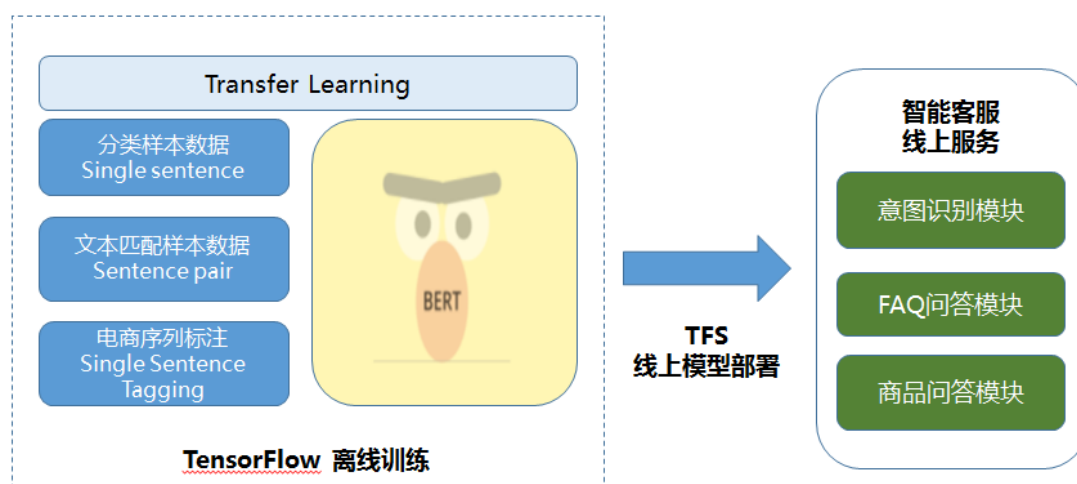 Transfer Learning
分类样本数据
Single sentence
文本匹配样本数据
Sentence pair
电商序列标注
Single Sentence
Tagging
BERT
TensorFlow 离线训练
TFS
线上模型部署
智能客服
线上服务
意图识别模块
FAQ问答模块
商品问答模块